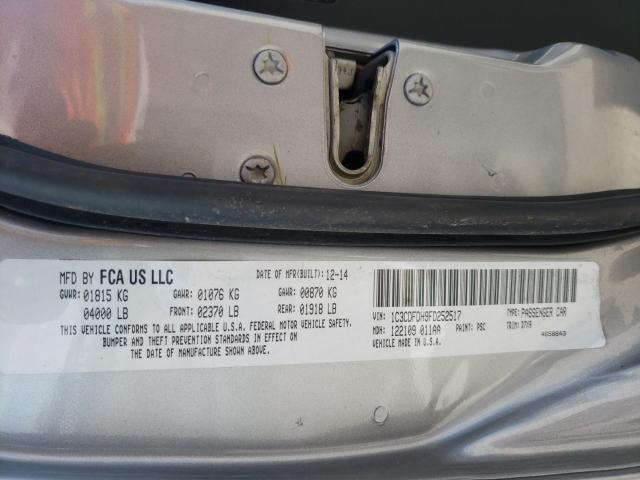 MFD BY FCA US LLC DATE OF MFR(BUILT): 12-14
GVWR: 01815 KG GAWR: 01076 KG GAWR: 00870 KG
04000 LB FRONT: 02370 LB REAR: 01918 LB
THIS VEHICLE CONFORMS TO ALL APPLICABLE U.S.A. FEDERAL MOTOR VEHICLE SAFETY,
BUMPER AND THEFT PREVENTION STANDARDS IN EFFECT ON
THE DATE OF MANUFACTURE SHOWN ABOVE.
VIN: 1C3CDFDH9FD252517 TYPE: PASSENGER CAR
MDH: 122109 011AA PAINT: PSC TRIM: D7X9
VEHICLE MADE IN U.S.A. 4658843